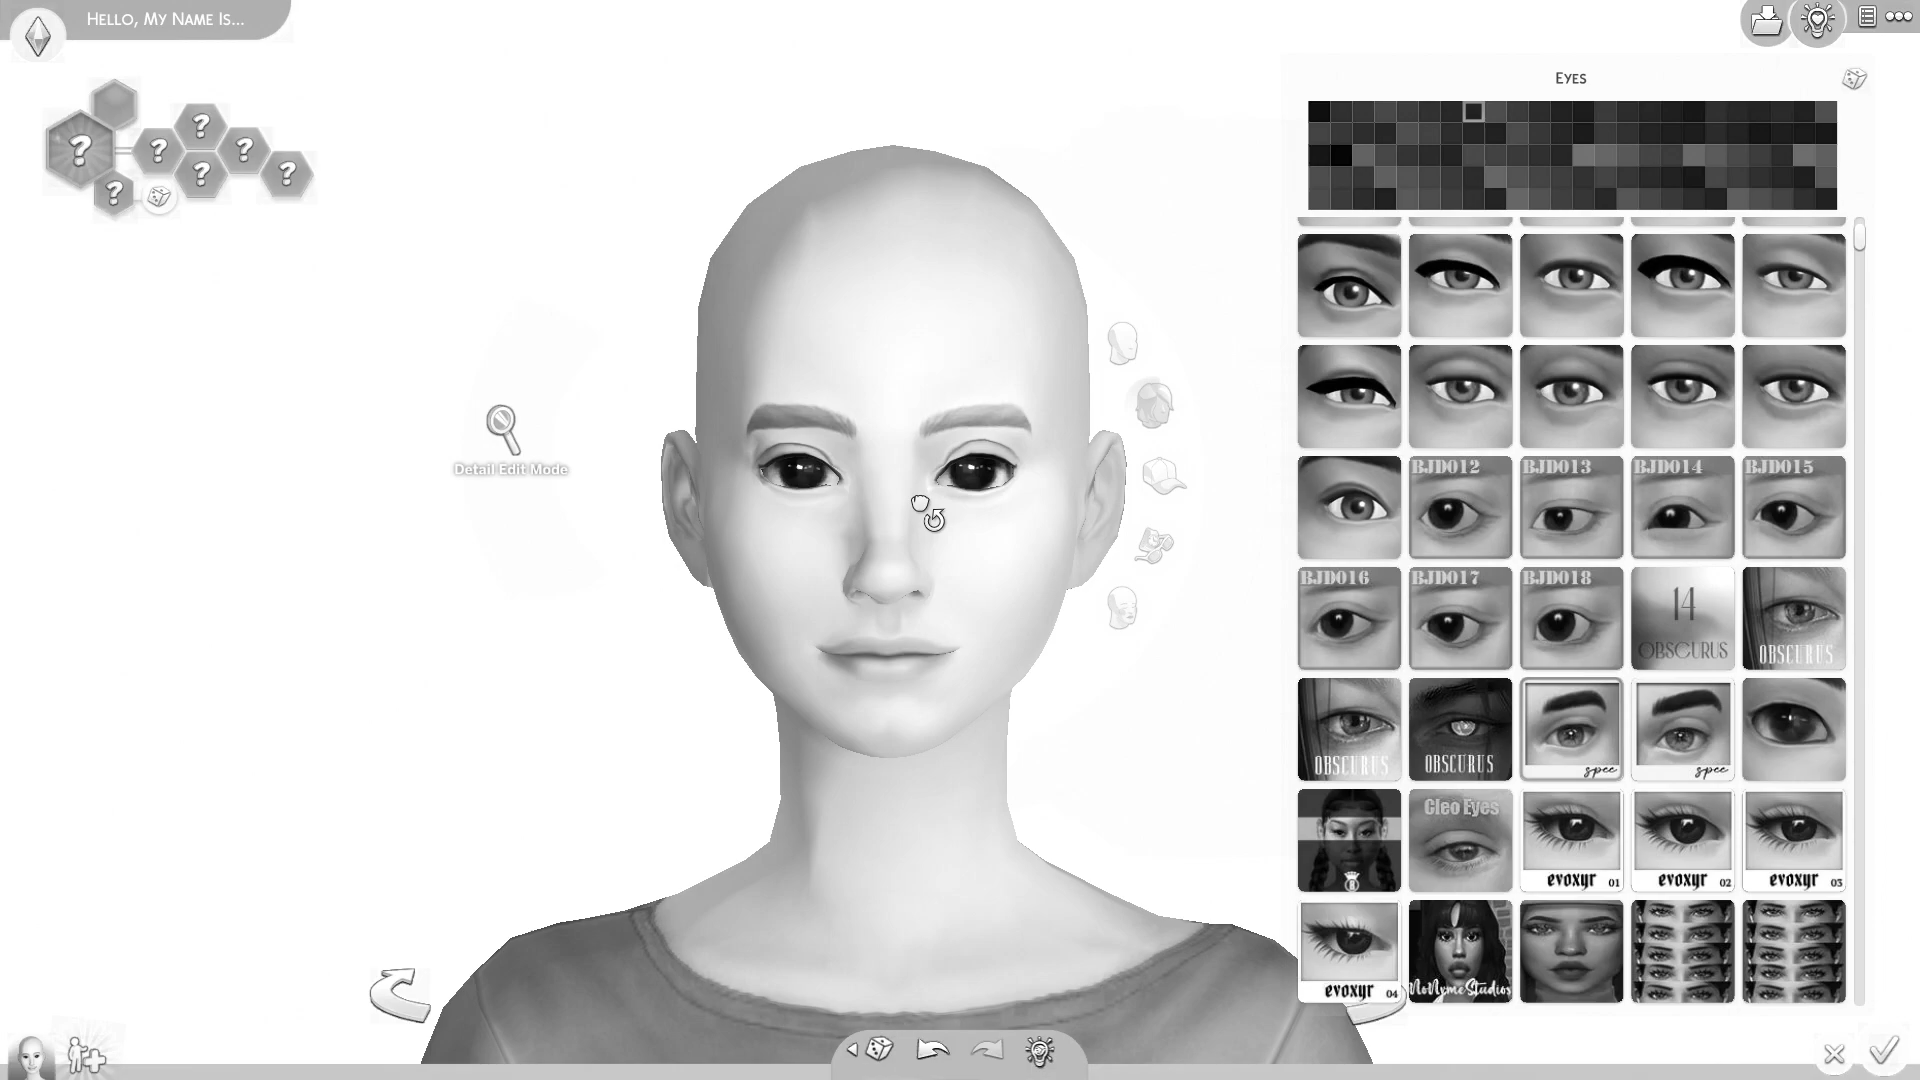 Hello, My Name Is...
?
?
?
?
?
?
?
Detail Edit Mode
Eyes
BJD012
BJD013
BJD014
BJD015
BJD016
BJD017
BJD018
14
OBSCURUS
OBSCURUS
OBSCURUS
OBSCURUS
spec
spec
Cleo Eyes
evoxyr 01
evoxyr 02
evoxyr 03
evoxyr 04
NoNxme Studios